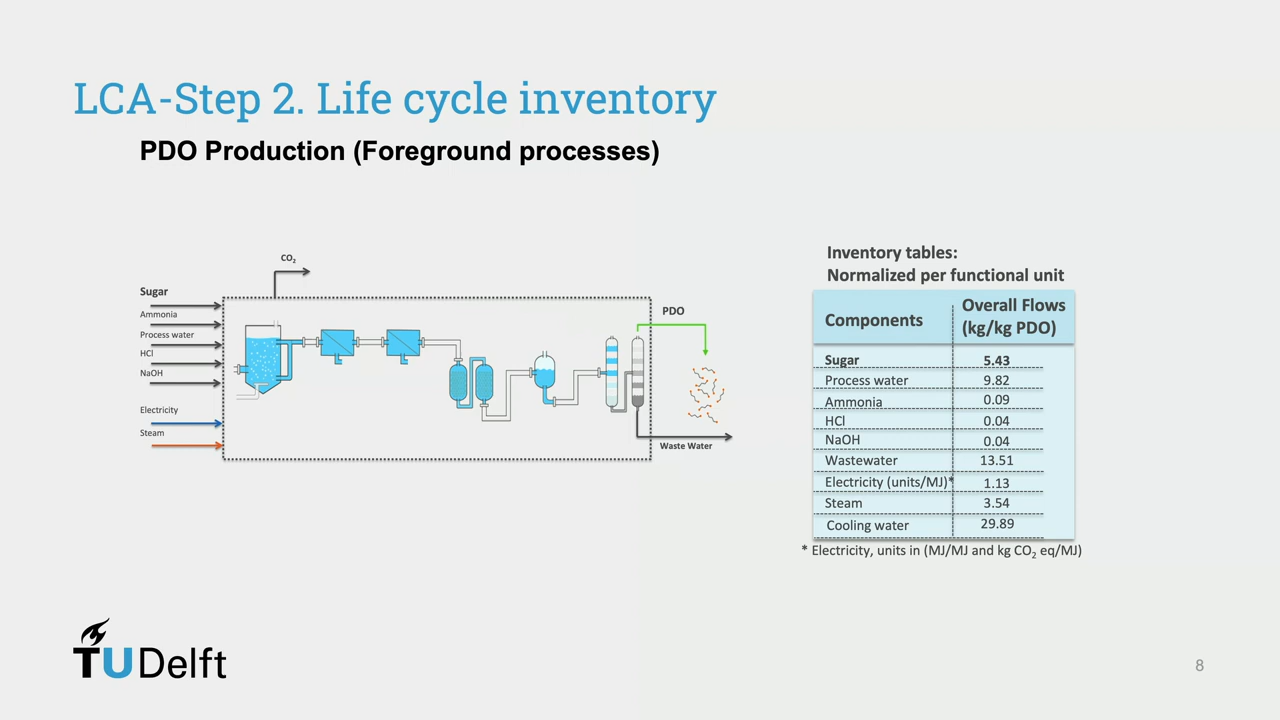 LCA-Step 2. Life cycle inventory
PDO Production (Foreground processes)
CO2
Sugar
Ammonia
Process water
HCl
NaOH
Electricity
Steam
PDO
Waste Water
Inventory tables:
Normalized per functional unit
Components
Overall Flows
(kg/kg PDO)
Sugar 5.43
Process water 9.82
Ammonia 0.09
HCl 0.04
NaOH 0.04
Wastewater 13.51
Electricity (units/MJ)* 1.13
Steam 3.54
Cooling water 29.89
* Electricity, units in (MJ/MJ and kg CO2 eq/MJ)
TU Delft
8